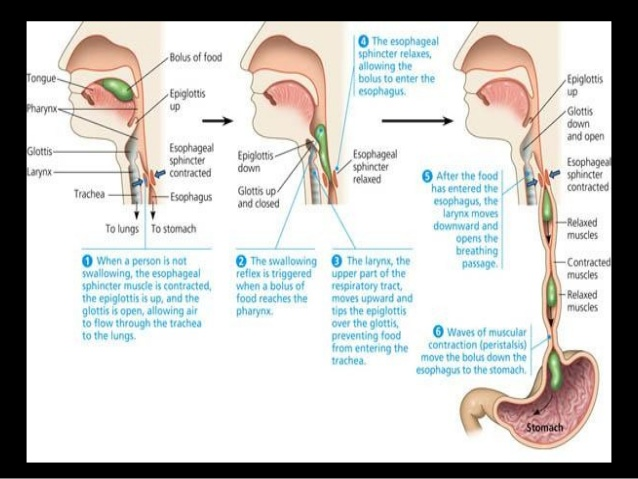 Bolus of food
Tongue
Epiglottis
up
Pharynx
Glottis
Larynx
Esophageal
sphincter
contracted
Trachea
Esophagus
To lungs To stomach
1 When a person is not
swallowing, the esophageal
sphincter muscle is contracted,
the epiglottis is up, and the
glottis is open, allowing air
to flow through the trachea
to the lungs.
4 The esophageal
sphincter relaxes,
allowing the
bolus to enter the
esophagus.
Epiglottis
down
Glottis up
and closed
Esophageal
sphincter
relaxed
2 The swallowing
reflex is triggered
when a bolus of
food reaches the
pharynx.
3 The larynx, the
upper part of the
respiratory tract,
moves upward and
tips the epiglottis
over the glottis,
preventing food
from entering the
trachea.
Epiglottis
up
Glottis
down
and open
Esophageal
sphincter
contracted
5 After the food
has entered the
esophagus, the
larynx moves
downward and
opens the
breathing
passage.
Relaxed
muscles
Contracted
muscles
Relaxed
muscles
6 Waves of muscular
contraction (peristalsis)
move the bolus down the
esophagus to the stomach.
Stomach